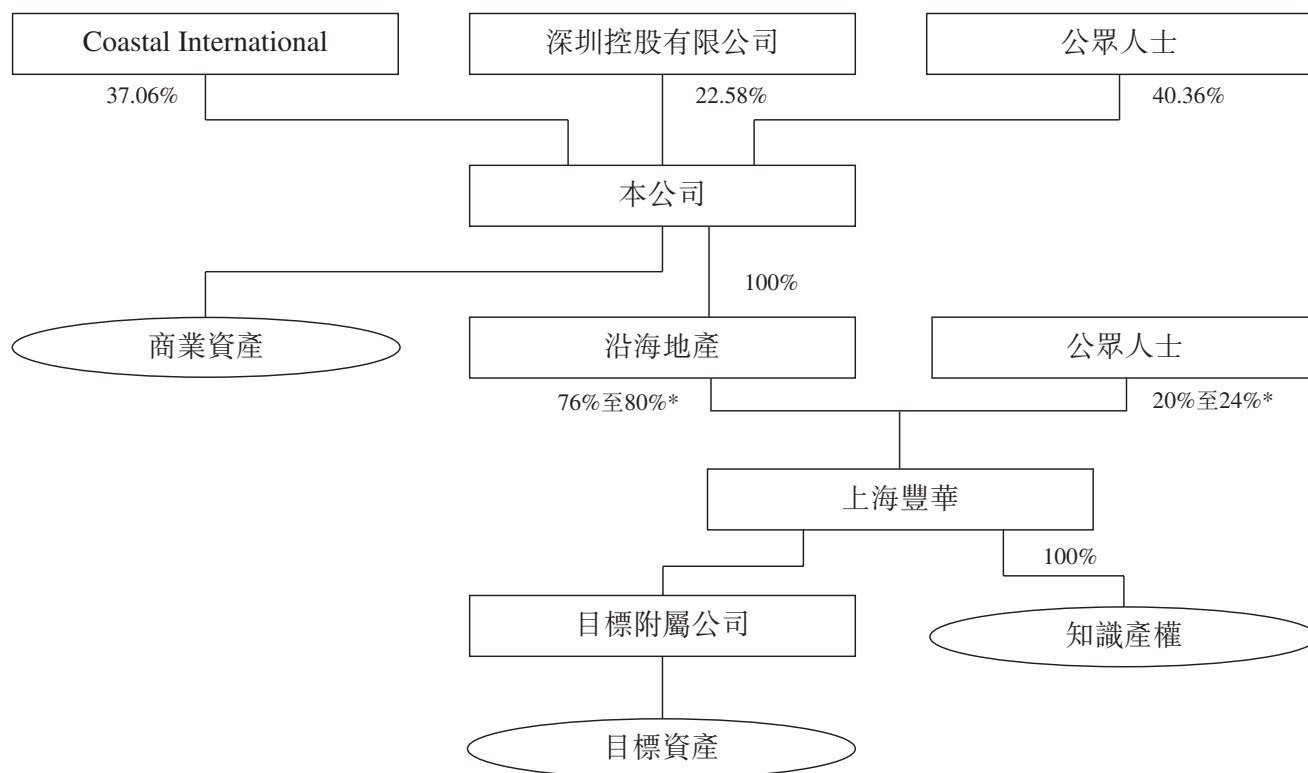 Coastal International
深圳控股有限公司
公眾人士
37.06%
22.58%
40.36%
本公司
100%
商業資產
沿海地產
公眾人士
76%至80%*
20%至24%*
上海豐華
100%
目標附屬公司
知識產權
目標資產